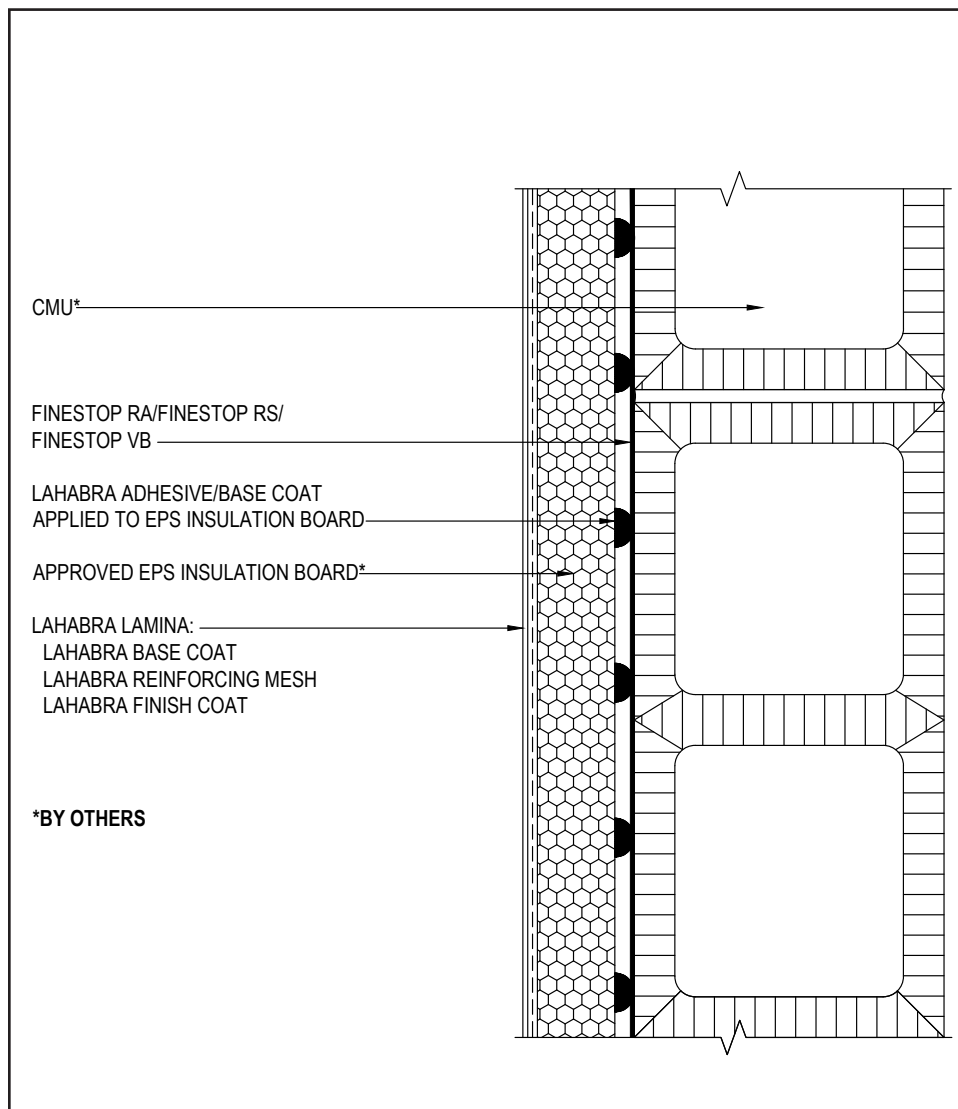 CMU*
FINESTOP RA/FINESTOP RS/
FINESTOP VB
LAHABRA ADHESIVE/BASE COAT
APPLIED TO EPS INSULATION BOARD
APPROVED EPS INSULATION BOARD*
LAHABRA LAMINA:
LAHABRA BASE COAT
LAHABRA REINFORCING MESH
LAHABRA FINISH COAT
*BY OTHERS